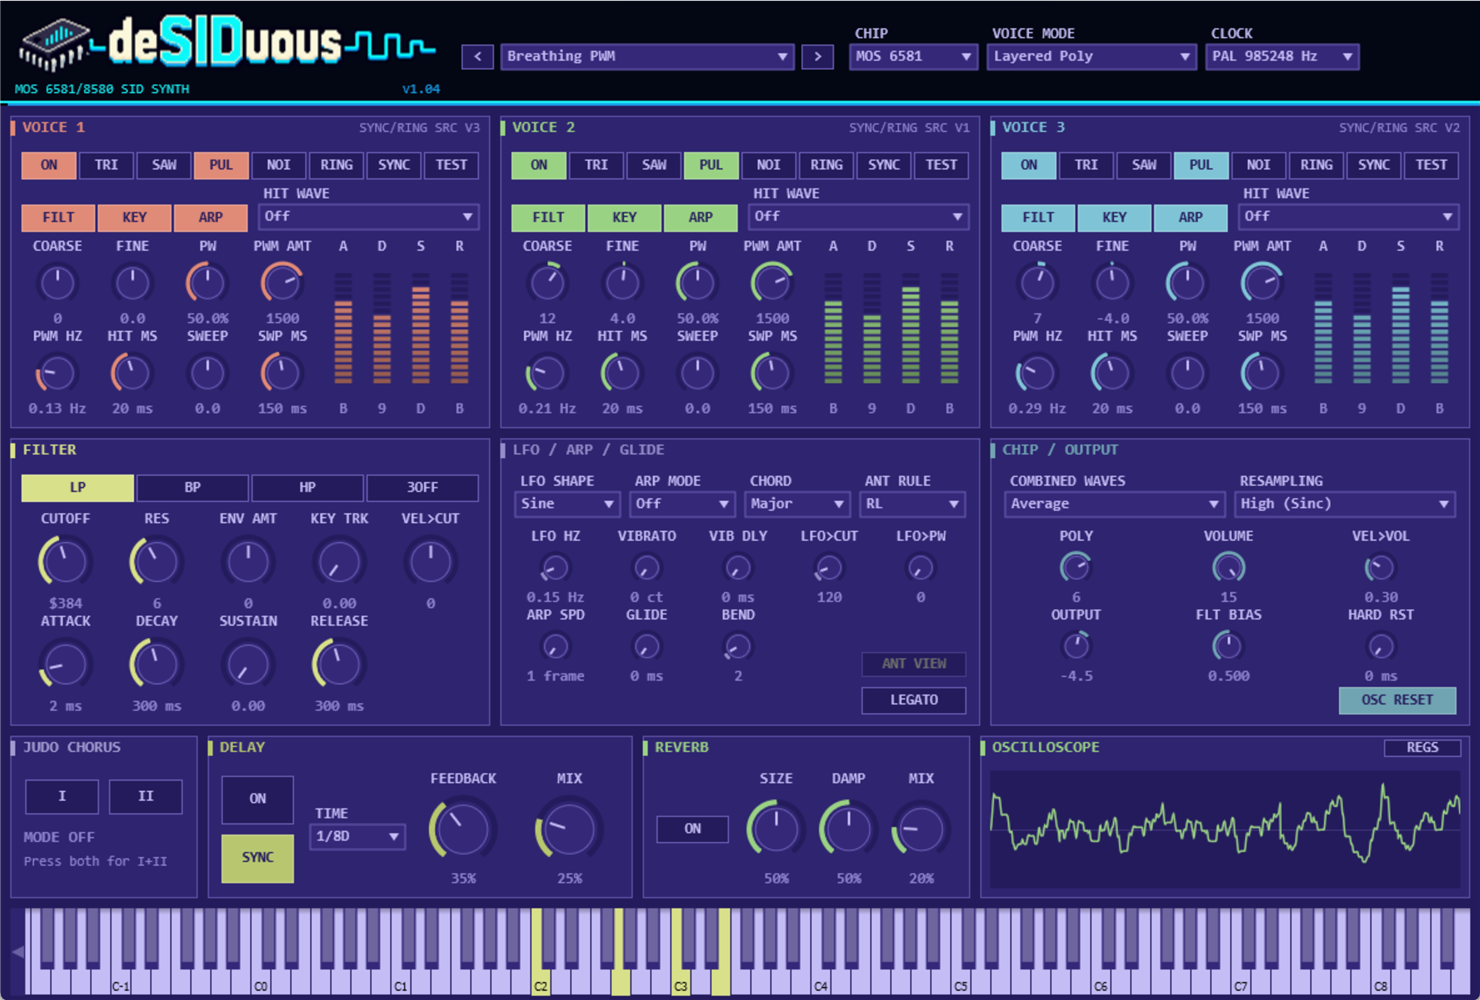 deSIDuous
MOS 6581/8580 SID SYNTH
v1.04
<
Breathing PWM
>
CHIP
MOS 6581
VOICE MODE
Layered Poly
CLOCK
PAL 985248 Hz
VOICE 1
SYNC/RING SRC V3
ON TRI SAW PUL NOI RING SYNC TEST
HIT WAVE
FILT KEY ARP Off
COARSE FINE PW PWM AMT A D S R
0 0.0 50.0% 1500
PWM HZ HIT MS SWEEP SWP MS
0.13 Hz 20 ms 0.0 150 ms B 9 D B
VOICE 2
SYNC/RING SRC V1
ON TRI SAW PUL NOI RING SYNC TEST
HIT WAVE
FILT KEY ARP Off
COARSE FINE PW PWM AMT A D S R
12 4.0 50.0% 1500
PWM HZ HIT MS SWEEP SWP MS
0.21 Hz 20 ms 0.0 150 ms B 9 D B
VOICE 3
SYNC/RING SRC V2
ON TRI SAW PUL NOI RING SYNC TEST
HIT WAVE
FILT KEY ARP Off
COARSE FINE PW PWM AMT A D S R
7 -4.0 50.0% 1500
PWM HZ HIT MS SWEEP SWP MS
0.29 Hz 20 ms 0.0 150 ms B 9 D B
FILTER
LP BP HP 3OFF
CUTOFF RES ENV AMT KEY TRK VEL>CUT
$384 6 0 0.00 0
ATTACK DECAY SUSTAIN RELEASE
2 ms 300 ms 0.00 300 ms
LFO / ARP / GLIDE
LFO SHAPE ARP MODE CHORD ANT RULE
Sine Off Major RL
LFO HZ VIBRATO VIB DLY LFO>CUT LFO>PW
0.15 Hz 0 ct 0 ms 120 0
ARP SPD GLIDE BEND
1 frame 0 ms 2
ANT VIEW
LEGATO
CHIP / OUTPUT
COMBINED WAVES RESAMPLING
Average High (Sinc)
POLY VOLUME VEL>VOL
6 15 0.30
OUTPUT FLT BIAS HARD RST
-4.5 0.500 0 ms
OSC RESET
JUDO CHORUS
I II
MODE OFF
Press both for I+II
DELAY
ON
SYNC
TIME
1/8D
FEEDBACK MIX
35% 25%
REVERB
ON
SIZE DAMP MIX
50% 50% 20%
OSCILLOSCOPE
REGS
C-1 C0 C1 C2 C3 C4 C5 C6 C7 C8